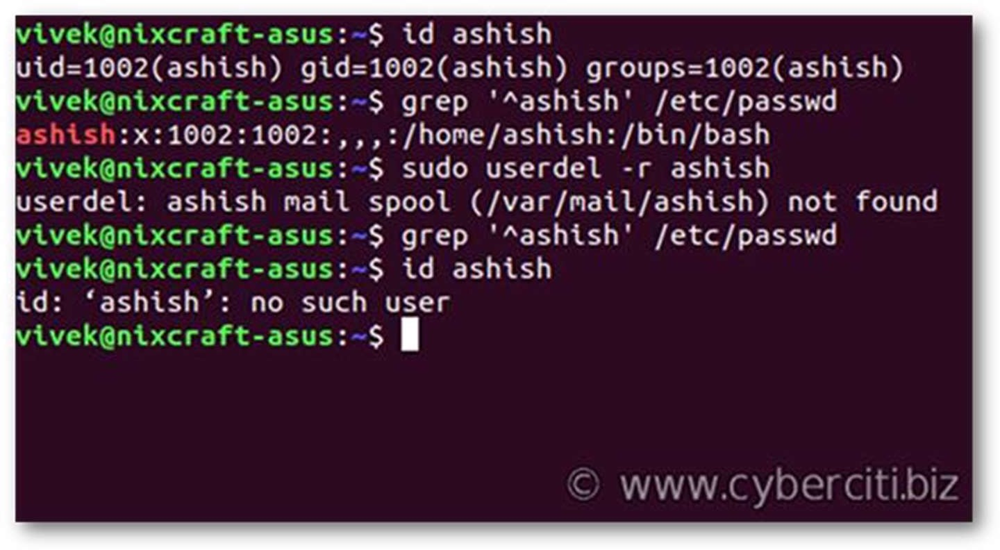 vivek@nixcraft-asus:~$ id ashish
uid=1002(ashish) gid=1002(ashish) groups=1002(ashish)
vivek@nixcraft-asus:~$ grep '^ashish' /etc/passwd
ashish:x:1002:1002:,,,:/home/ashish:/bin/bash
vivek@nixcraft-asus:~$ sudo userdel -r ashish
userdel: ashish mail spool (/var/mail/ashish) not found
vivek@nixcraft-asus:~$ grep '^ashish' /etc/passwd
vivek@nixcraft-asus:~$ id ashish
id: ‘ashish’: no such user
vivek@nixcraft-asus:~$
© www.cyberciti.biz